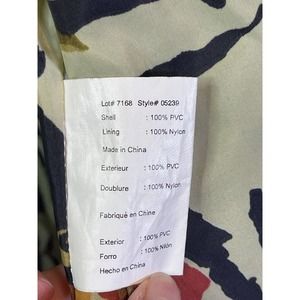 Lot# 7168 Style# 05239
Shell : 100% PVC
Lining : 100% Nylon
Made in China
Exterieur : 100% PVC
Doublure : 100% Nylon
Fabriqué en Chine
Exterior : 100% PVC
Forro : 100% Nilón
Hecho en China